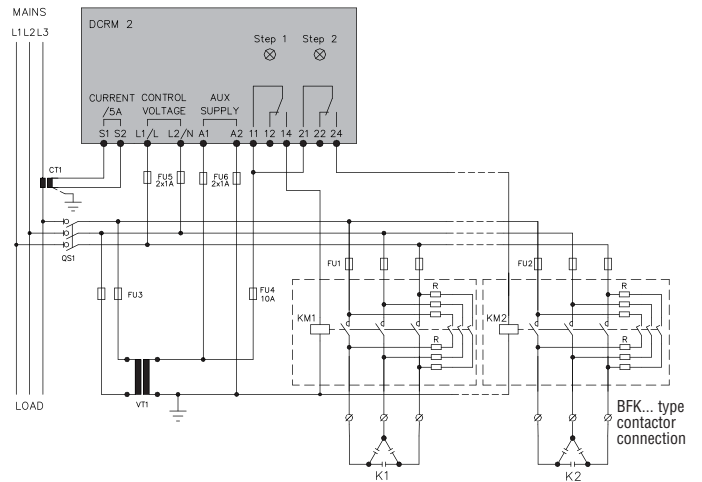 MAINS
L1 L2 L3
DCRM 2
Step 1 Step 2
CURRENT CONTROL AUX
/5A VOLTAGE SUPPLY
S1 S2 L1/L L2/N A1 A2 11 12 14 21 22 24
CT1
FU5
2x1A
FU6
2x1A
QS1
FU3
FU4
10A
FU1
FU2
R
R
KM1
R
R
KM2
VT1
LOAD
BFK... type
contactor
connection
K1
K2